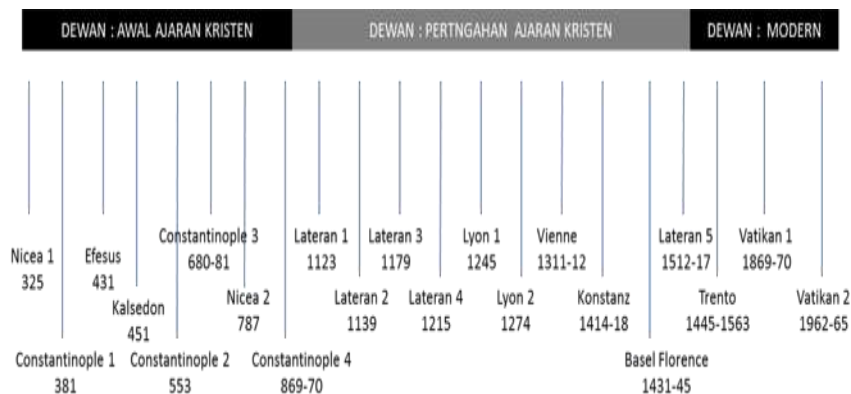 DEWAN : AWAL AJARAN KRISTEN
DEWAN : PERTNGAHAN AJARAN KRISTEN
DEWAN : MODERN
Nicea 1
325
Constantinople 1
381
Efesus
431
Kalsedon
451
Constantinople 2
553
Constantinople 3
680-81
Nicea 2
787
Constantinople 4
869-70
Lateran 1
1123
Lateran 2
1139
Lateran 3
1179
Lateran 4
1215
Lyon 1
1245
Lyon 2
1274
Vienne
1311-12
Konstanz
1414-18
Basel Florence
1431-45
Lateran 5
1512-17
Trento
1445-1563
Vatikan 1
1869-70
Vatikan 2
1962-65